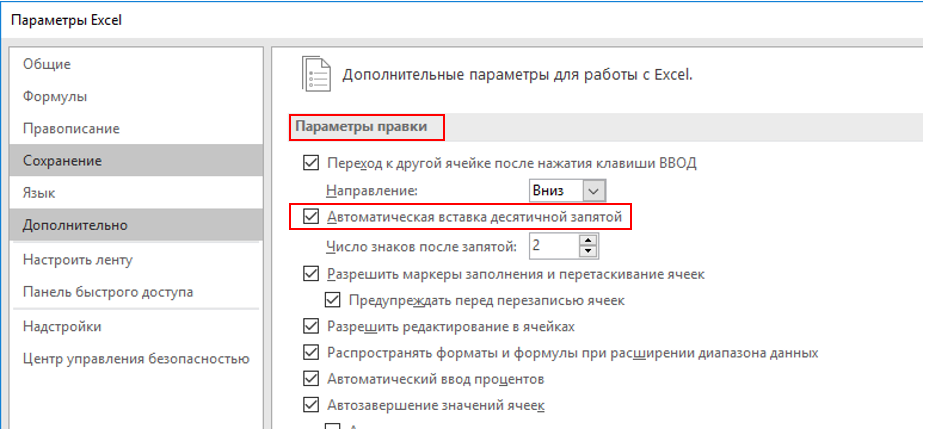 Параметры Excel
Общие
Формулы
Правописание
Сохранение
Язык
Дополнительно
Настроить ленту
Панель быстрого доступа
Надстройки
Центр управления безопасностью
Дополнительные параметры для работы с Excel.
Параметры правки
Переход к другой ячейке после нажатия клавиши ВВОД
Направление: Вниз
Автоматическая вставка десятичной запятой
Число знаков после запятой: 2
Разрешить маркеры заполнения и перетаскивание ячеек
Предупреждать перед перезаписью ячеек
Разрешить редактирование в ячейках
Распространять форматы и формулы при расширении диапазона данных
Автоматический ввод процентов
Автозавершение значений ячеек